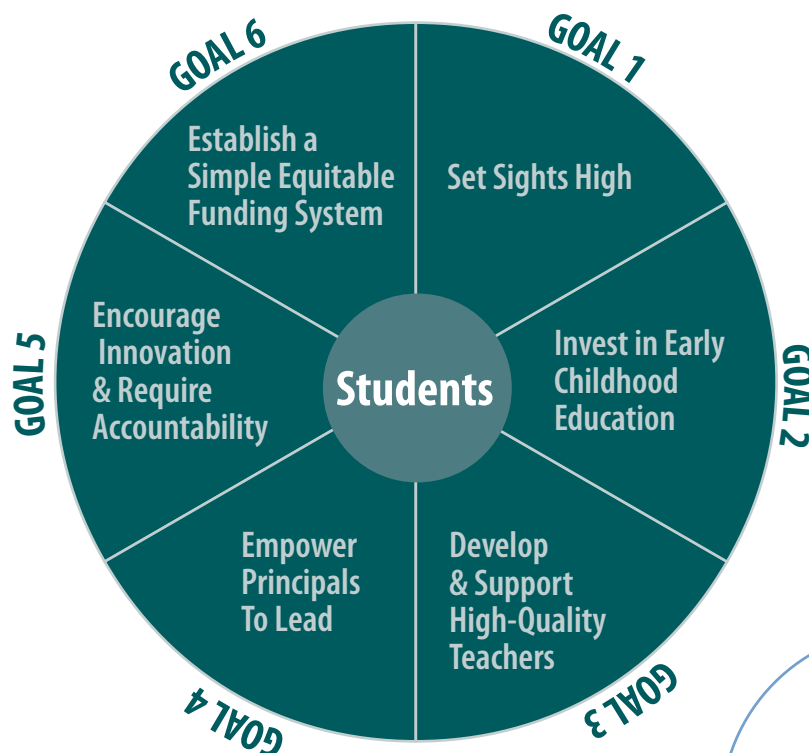 GOAL 1
Set Sights High
GOAL 2
Invest in Early
Childhood
Education
GOAL 3
Develop
& Support
High-Quality
Teachers
GOAL 4
Empower
Principals
To Lead
GOAL 5
Encourage
Innovation
& Require
Accountability
GOAL 6
Establish a
Simple Equitable
Funding System
Students